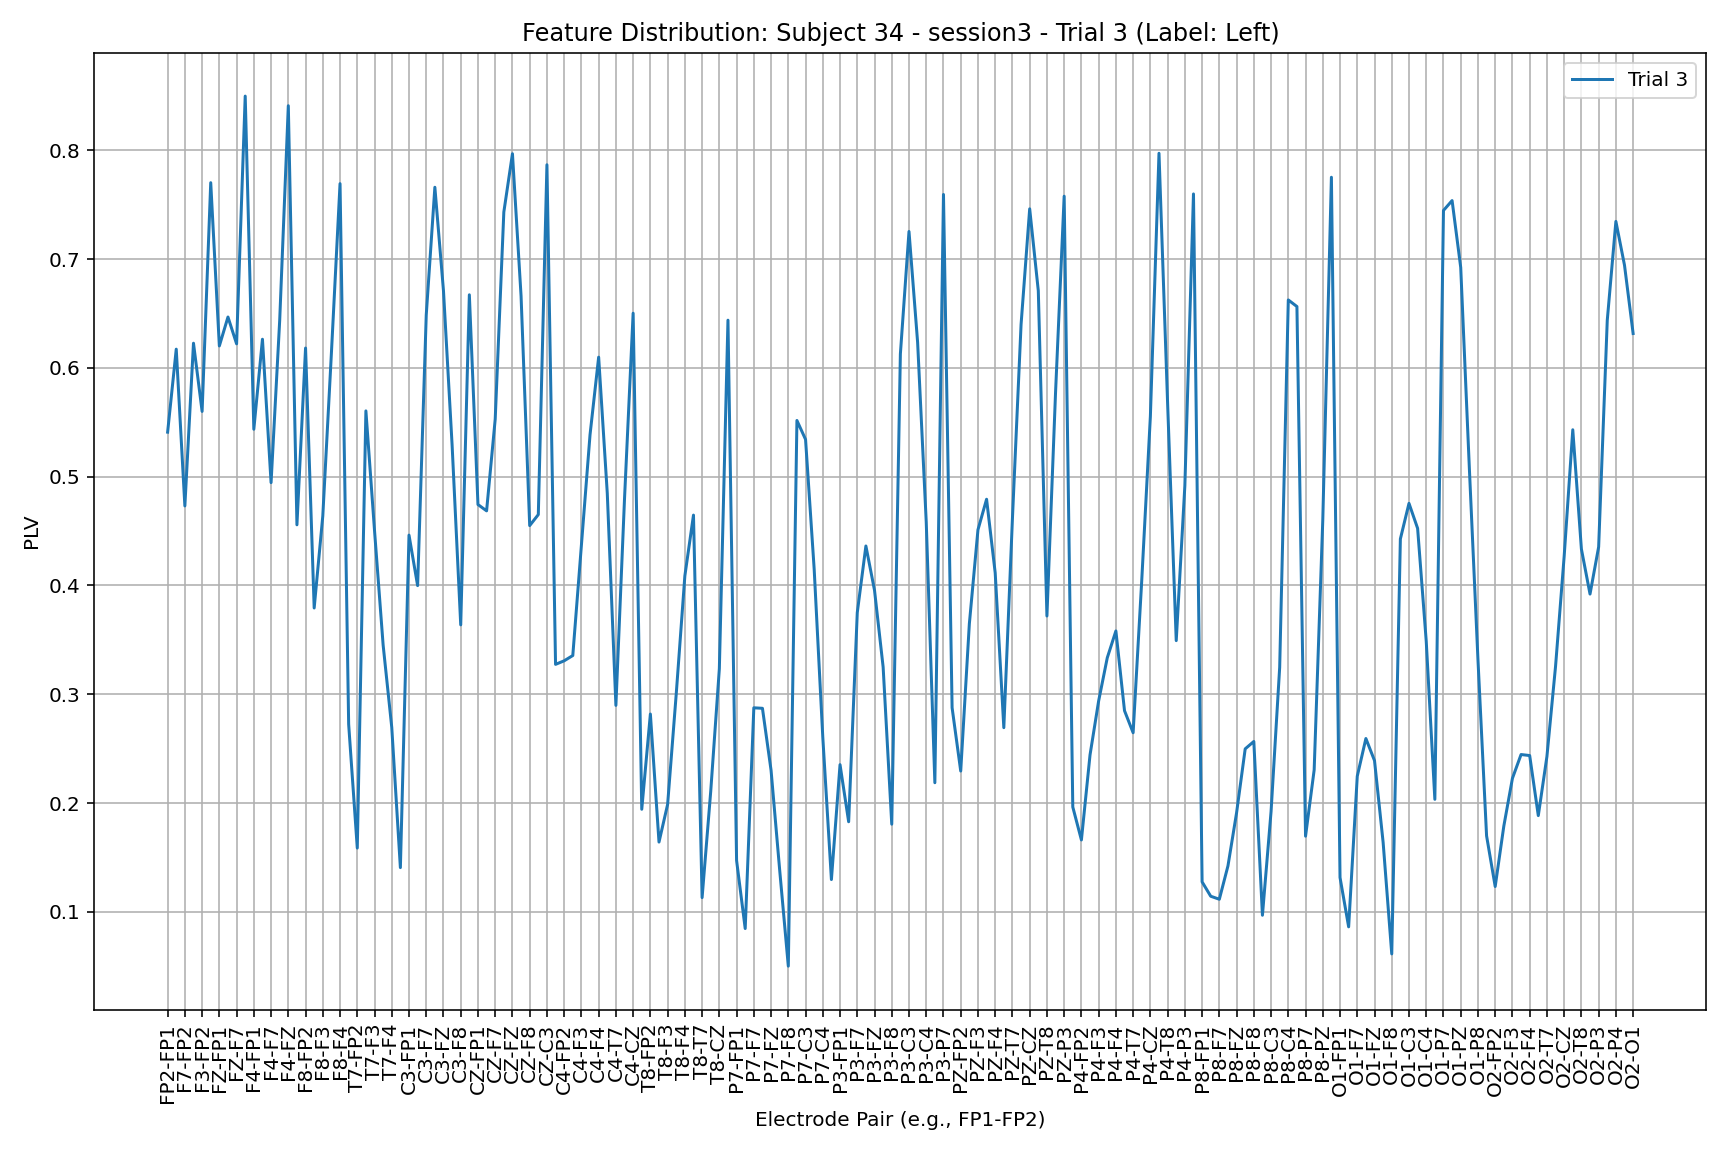 Feature Distribution: Subject 34 - session3 - Trial 3 (Label: Left)
Trial 3
PLV
0.8
0.7
0.6
0.5
0.4
0.3
0.2
0.1
FP2-FP1
F7-FP2
F3-FP2
FZ-FP1
FZ-F7
F4-FP1
F4-F7
F4-FZ
F8-FP2
F8-F3
F8-F4
T7-FP2
T7-F3
T7-F4
C3-FP1
C3-F7
C3-FZ
C3-F8
CZ-FP1
CZ-F7
CZ-FZ
CZ-F8
CZ-C3
C4-FP2
C4-F3
C4-F4
C4-T7
C4-CZ
T8-FP2
T8-F3
T8-F4
T8-T7
T8-CZ
P7-FP1
P7-F7
P7-FZ
P7-F8
P7-C3
P7-C4
P3-FP1
P3-F7
P3-FZ
P3-F8
P3-C3
P3-C4
P3-P7
PZ-FP2
PZ-F3
PZ-F4
PZ-T7
PZ-CZ
PZ-T8
PZ-P3
P4-FP2
P4-F3
P4-F4
P4-T7
P4-CZ
P4-T8
P4-P3
P8-FP1
P8-F7
P8-FZ
P8-F8
P8-C3
P8-C4
P8-P7
P8-PZ
O1-FP1
O1-F7
O1-FZ
O1-F8
O1-C3
O1-C4
O1-P7
O1-PZ
O1-P8
O2-FP2
O2-F3
O2-F4
O2-T7
O2-CZ
O2-T8
O2-P3
O2-P4
O2-O1
Electrode Pair (e.g., FP1-FP2)